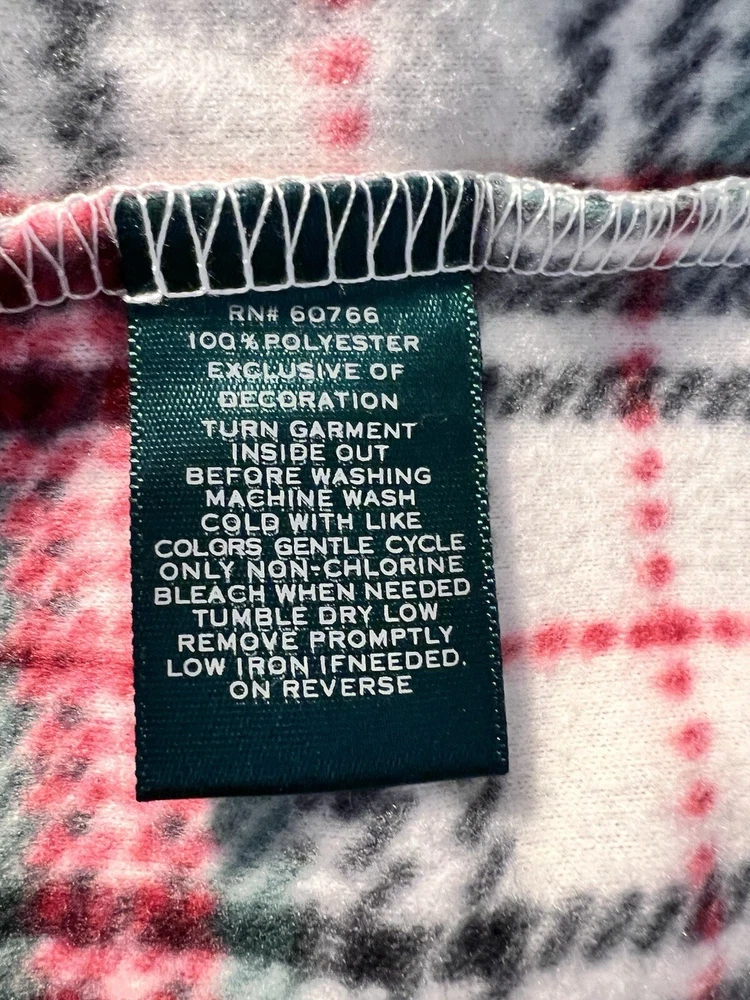 RN# 60766
100% POLYESTER
EXCLUSIVE OF
DECORATION
TURN GARMENT
INSIDE OUT
BEFORE WASHING
MACHINE WASH
COLD WITH LIKE
COLORS GENTLE CYCLE
ONLY NON-CHLORINE
BLEACH WHEN NEEDED
TUMBLE DRY LOW
REMOVE PROMPTLY
LOW IRON IFNEEDED.
ON REVERSE